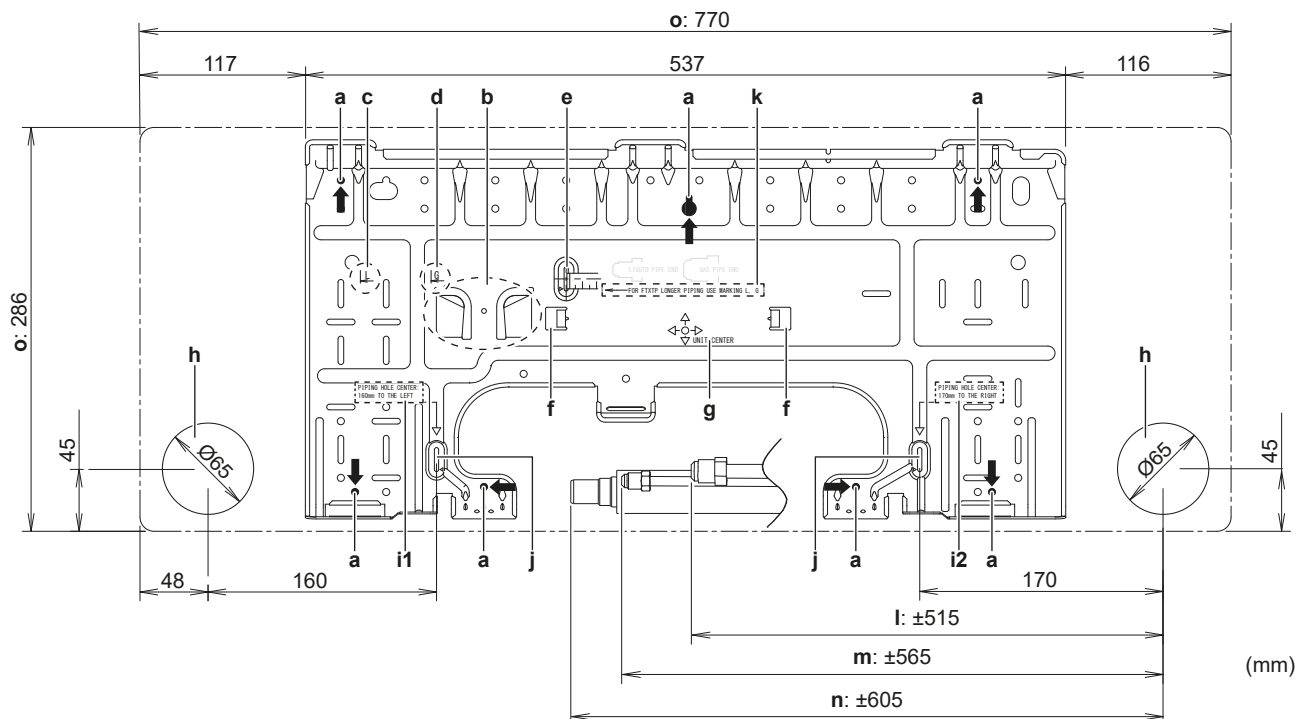 o: 770
117 537 116
a c d b e a k a
L G
LIQUID PIPE END GAS PIPE END
FOR FTXTP LONGER PIPING USE MARKING L, G
UNIT CENTER
o: 286
h h
f g f
PIPING HOLE CENTER:
160mm TO THE LEFT
PIPING HOLE CENTER:
170mm TO THE RIGHT
45 Ø65 Ø65 45
a i1 a j j a i2 a
48 160 170
l: ±515
m: ±565
(mm)
n: ±605